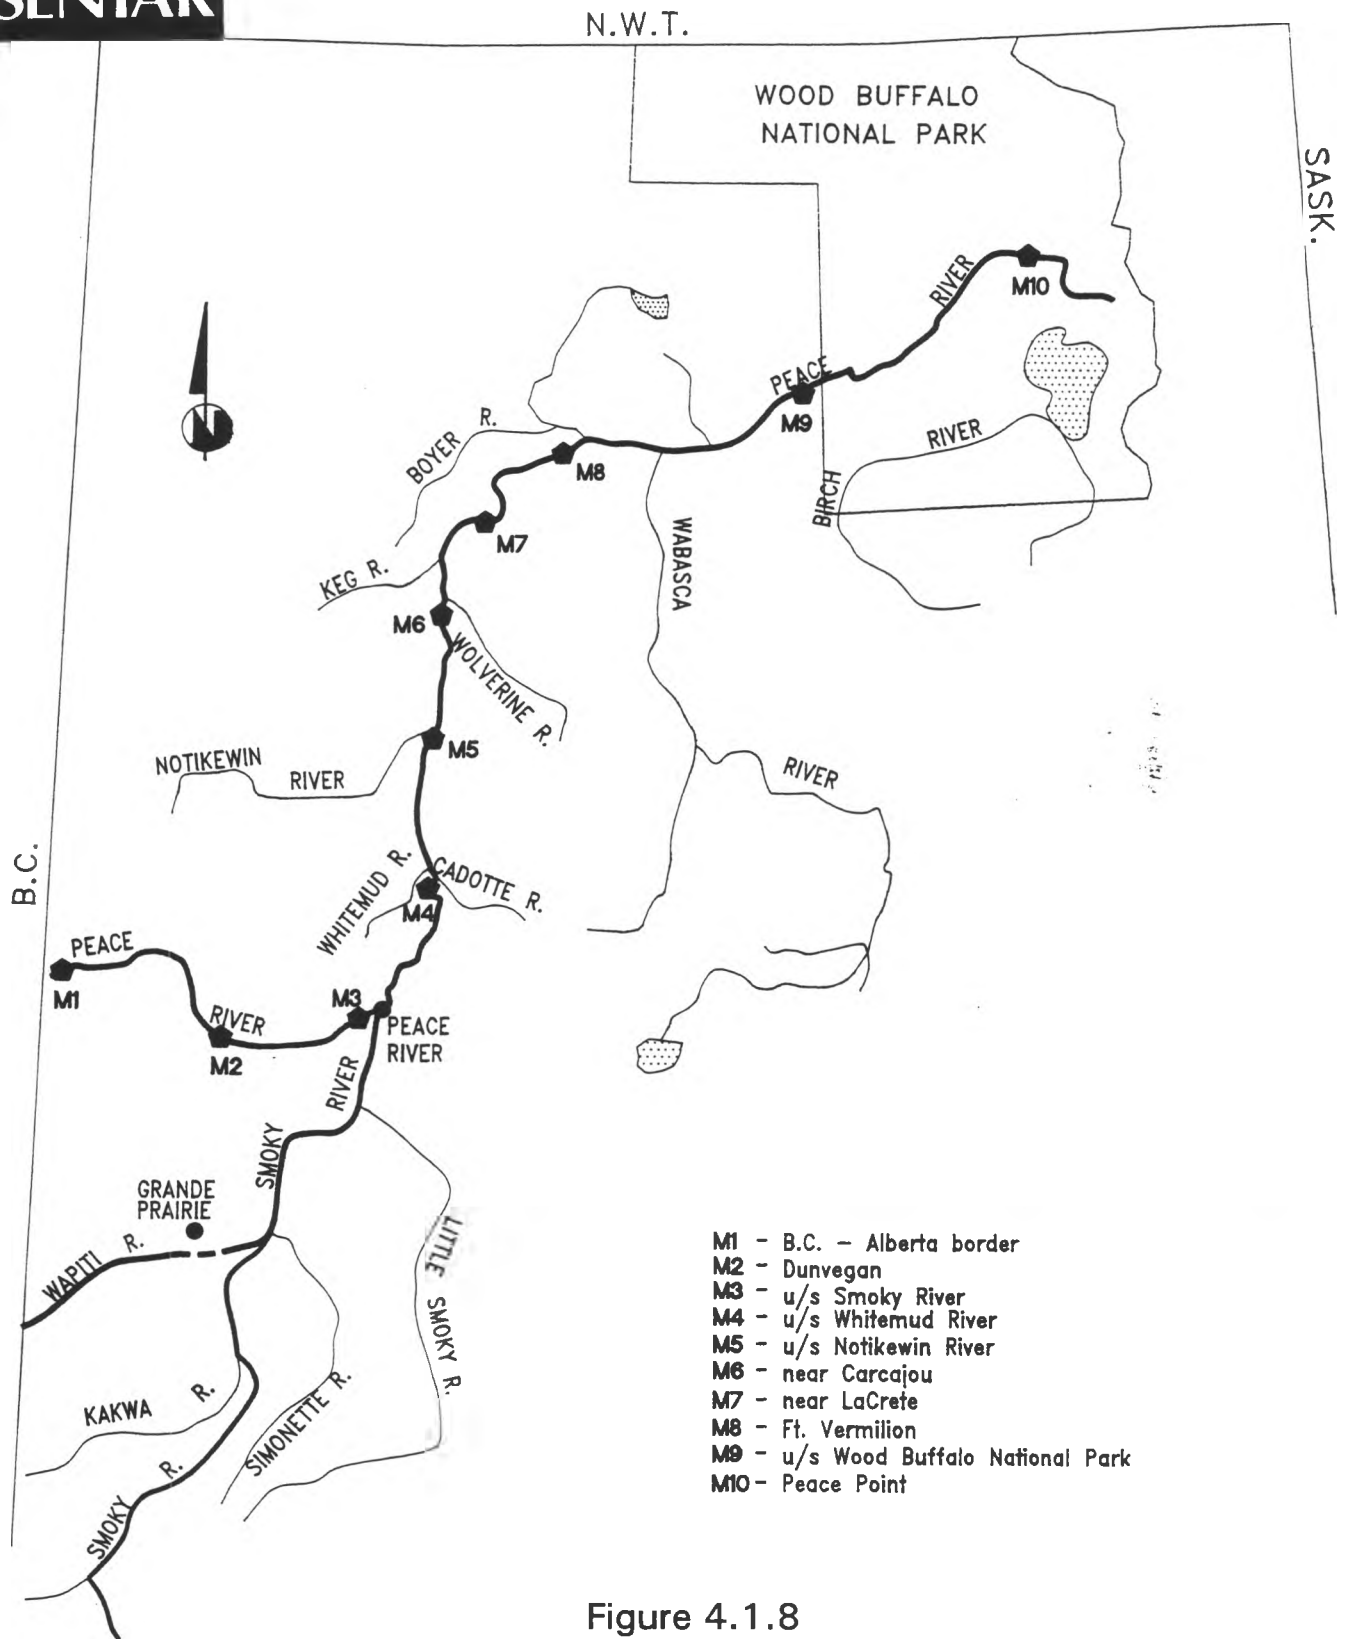 SENTAR
N.W.T.
WOOD BUFFALO
NATIONAL PARK
SASK.
RIVER
M10
PEACE
M9
BOYER R.
M8
RIVER
BIRCH
N
M7
WABASCA
KEG R.
M6
WOLVERINE R.
M5
NOTIKEWIN
RIVER
RIVER
B.C.
WHITEMUD R.
CADOTTE R.
M4
PEACE
M1
M3
RIVER
PEACE
RIVER
M2
RIVER
SMOKY
GRANDE
PRAIRIE
LITTLE SMOKY R.
WAPITI R.
KAKWA R.
SIMONETTE R.
SMOKY R.
M1 - B.C. - Alberta border
M2 - Dunvegan
M3 - u/s Smoky River
M4 - u/s Whitemud River
M5 - u/s Notikewin River
M6 - near Carcajou
M7 - near LaCrete
M8 - Ft. Vermilion
M9 - u/s Wood Buffalo National Park
M10 - Peace Point
Figure 4.1.8